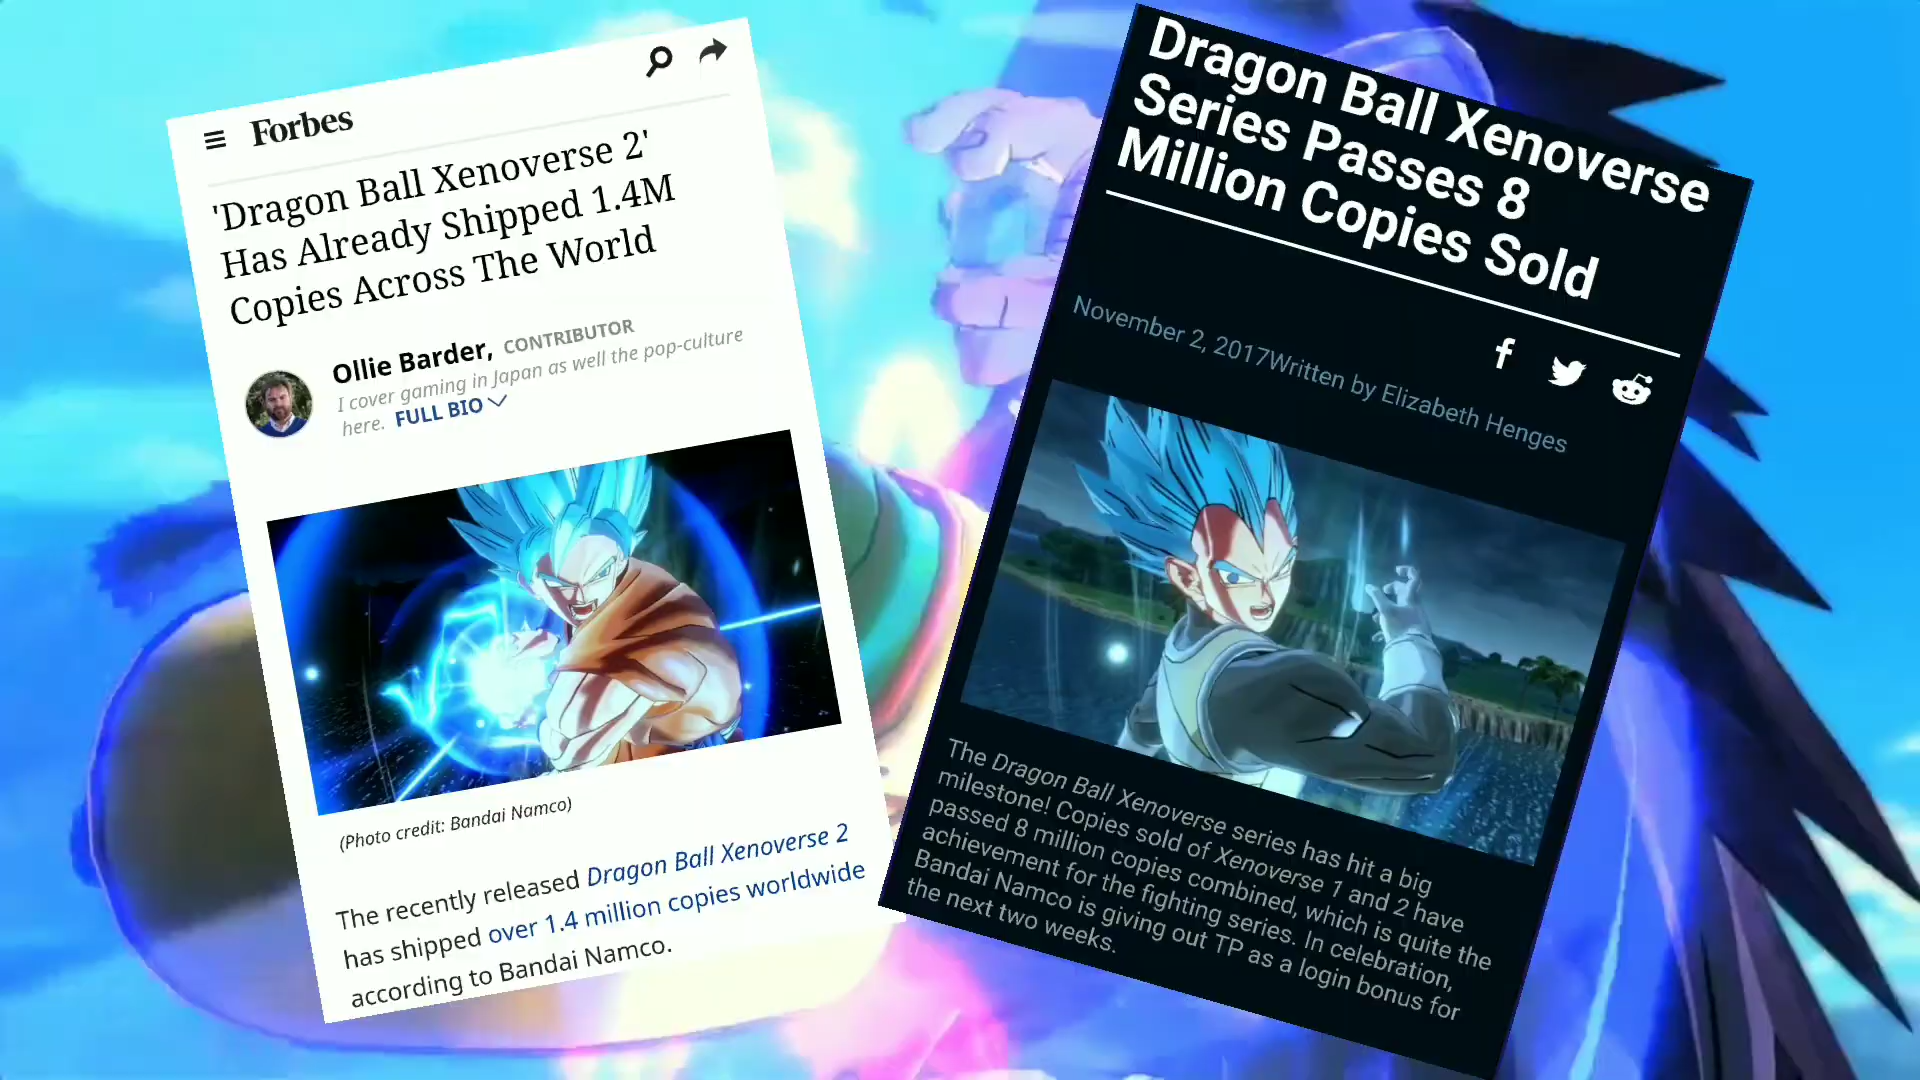 Forbes
'Dragon Ball Xenoverse 2'
Has Already Shipped 1.4M
Copies Across The World
Ollie Barder, CONTRIBUTOR
I cover gaming in Japan as well the pop-culture
here. FULL BIO
(Photo credit: Bandai Namco)
The recently released Dragon Ball Xenoverse 2
has shipped over 1.4 million copies worldwide
according to Bandai Namco.
Dragon Ball Xenoverse
Series Passes 8
Million Copies Sold
November 2, 2017Written by Elizabeth Henges
The Dragon Ball Xenoverse series has hit a big
milestone! Copies sold of Xenoverse 1 and 2 have
passed 8 million copies combined, which is quite the
achievement for the fighting series. In celebration,
Bandai Namco is giving out TP as a login bonus for
the next two weeks.